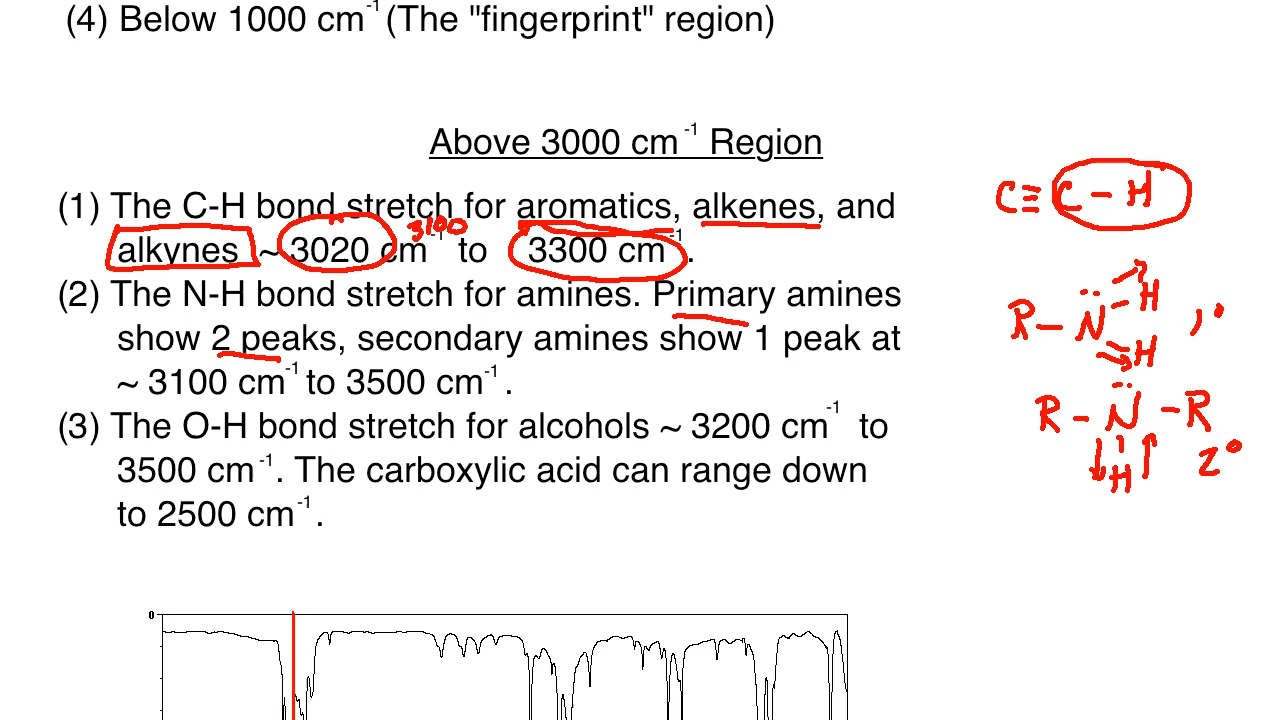 (4) Below 1000 cm-1 (The "fingerprint" region)
Above 3000 cm-1 Region
(1) The C-H bond stretch for aromatics, alkenes, and
alkynes ~ 3020 cm-1 to 3300 cm-1.
3100
(2) The N-H bond stretch for amines. Primary amines
show 2 peaks, secondary amines show 1 peak at
~ 3100 cm-1 to 3500 cm-1.
(3) The O-H bond stretch for alcohols ~ 3200 cm-1 to
3500 cm-1. The carboxylic acid can range down
to 2500 cm-1.
C≡C-H
H
R-N̈ 1°
H
R-N̈-R
H 2°
0